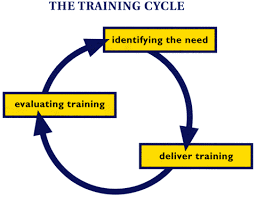 THE TRAINING CYCLE
identifying the need
deliver training
evaluating training